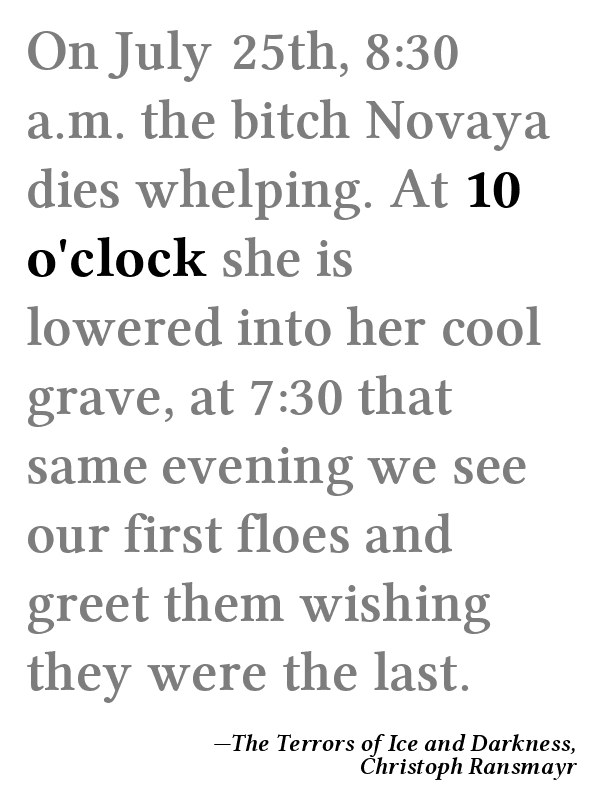 On July 25th, 8:30
a.m. the bitch Novaya
dies whelping. At 10
o'clock she is
lowered into her cool
grave, at 7:30 that
same evening we see
our first floes and
greet them wishing
they were the last.
—The Terrors of Ice and Darkness,
Christoph Ransmayr